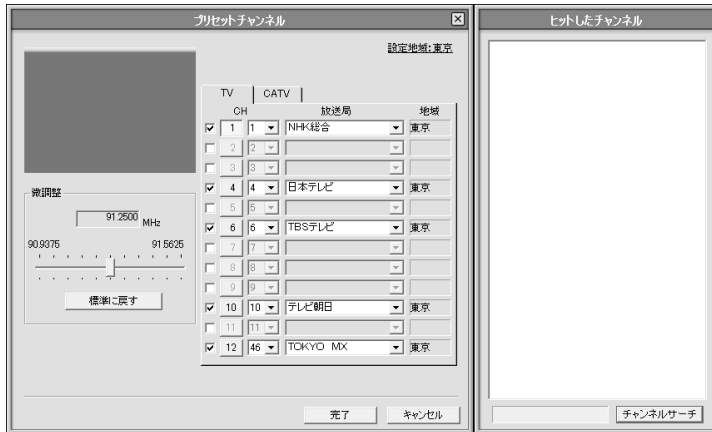 プリセットチャンネル
設定地域:東京
TV
CATV
CH 放送局 地域
1 1 NHK総合 東京
2 2
3 3
4 4 日本テレビ 東京
5 5
6 6 TBSテレビ 東京
7 7
8 8
9 9
10 10 テレビ朝日 東京
11 11
12 46 TOKYO MX 東京
微調整
91.2500 MHz
90.9375 91.5625
標準に戻す
完了
キャンセル
ヒットしたチャンネル
チャンネルサーチ